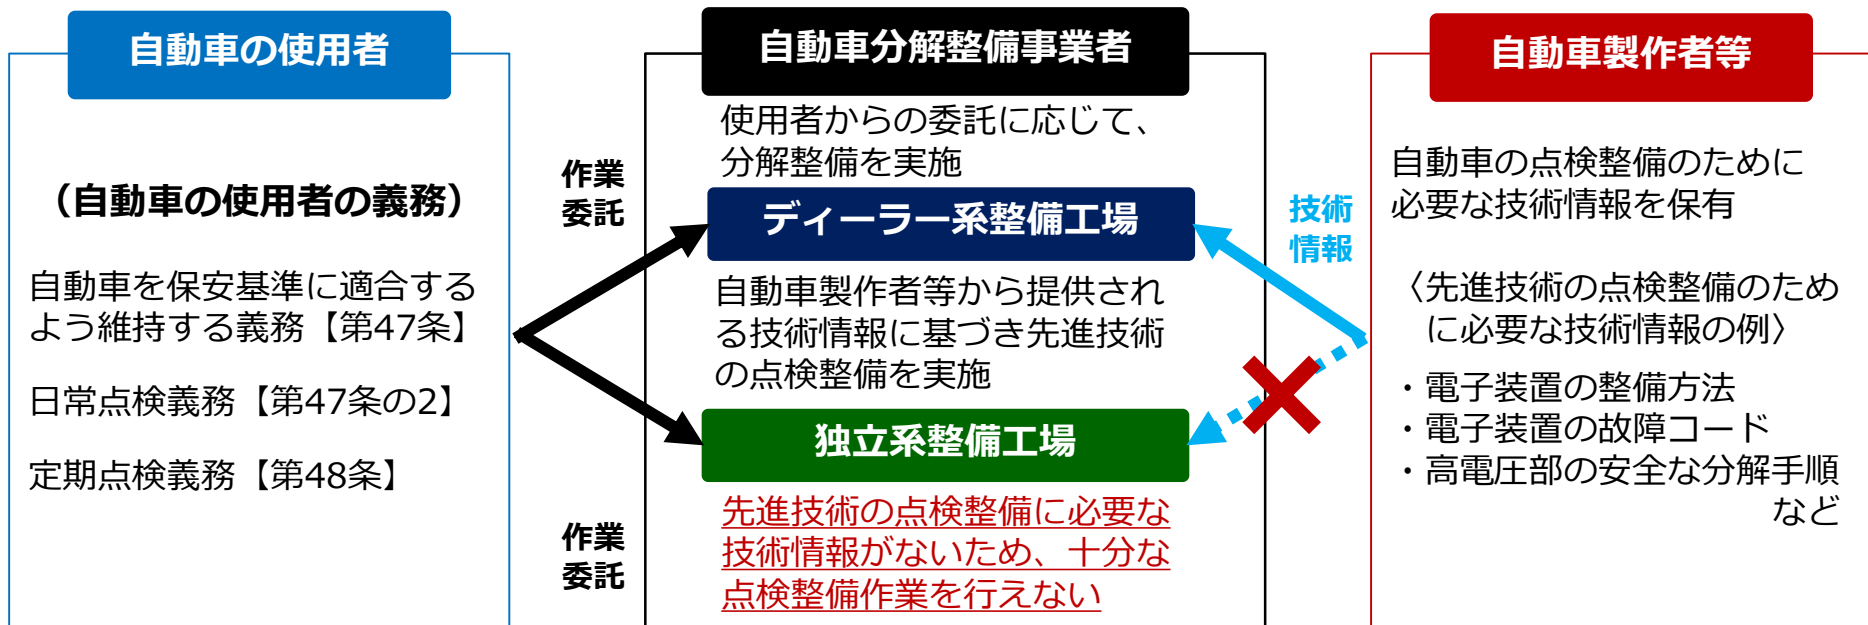 自動車の使用者
(自動車の使用者の義務)
自動車を保安基準に適合する
よう維持する義務【第47条】
日常点検義務【第47条の2】
定期点検義務【第48条】
作業
委託
作業
委託
自動車分解整備事業者
使用者からの委託に応じて、
分解整備を実施
ディーラー系整備工場
自動車製作者等から提供され
る技術情報に基づき先進技術
の点検整備を実施
独立系整備工場
先進技術の点検整備に必要な
技術情報がないため、十分な
点検整備作業を行えない
技術
情報
自動車製作者等
自動車の点検整備のために
必要な技術情報を保有
〈先進技術の点検整備のため
に必要な技術情報の例〉
・電子装置の整備方法
・電子装置の故障コード
・高電圧部の安全な分解手順
など